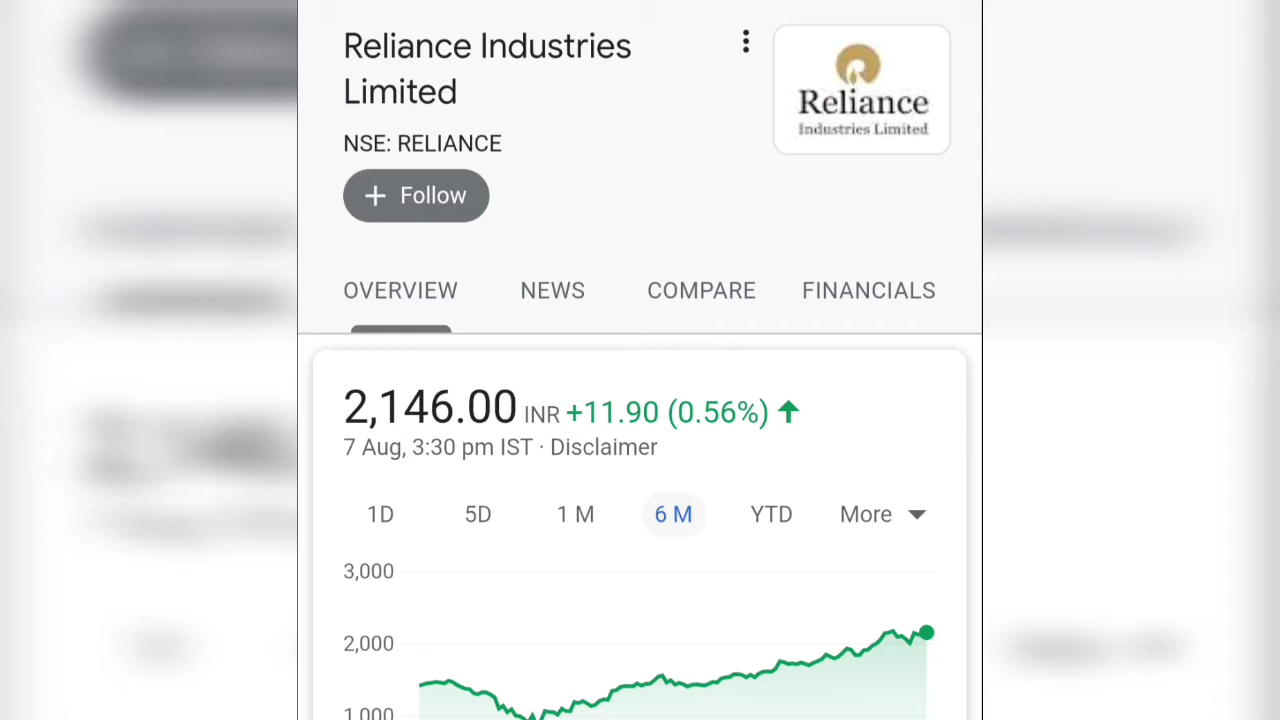 Reliance Industries
Limited
NSE: RELIANCE
+ Follow
Reliance
Industries Limited
OVERVIEW NEWS COMPARE FINANCIALS
2,146.00 INR +11.90 (0.56%) ↑
7 Aug, 3:30 pm IST · Disclaimer
1D 5D 1 M 6 M YTD More
3,000
2,000
1,000